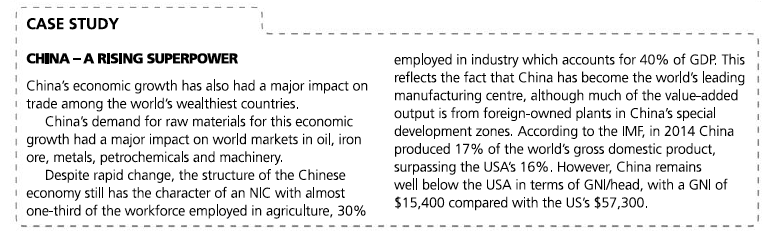 CASE STUDY
CHINA – A RISING SUPERPOWER
China's economic growth has also had a major impact on
trade among the world's wealthiest countries.
China's demand for raw materials for this economic
growth had a major impact on world markets in oil, iron
ore, metals, petrochemicals and machinery.
Despite rapid change, the structure of the Chinese
economy still has the character of an NIC with almost
one-third of the workforce employed in agriculture, 30%
employed in industry which accounts for 40% of GDP. This
reflects the fact that China has become the world's leading
manufacturing centre, although much of the value-added
output is from foreign-owned plants in China's special
development zones. According to the IMF, in 2014 China
produced 17% of the world's gross domestic product,
surpassing the USA's 16%. However, China remains
well below the USA in terms of GNI/head, with a GNI of
$15,400 compared with the US's $57,300.